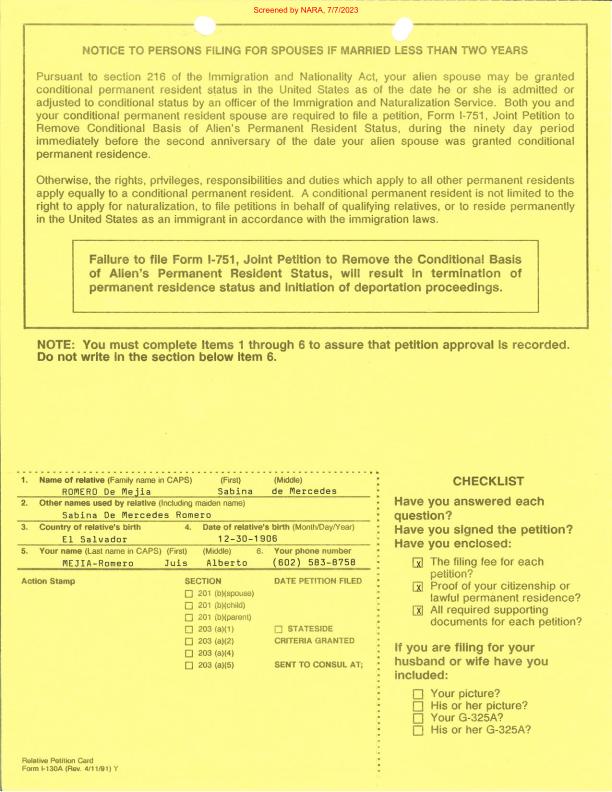 Screened by NARA, 7/7/2023
NOTICE TO PERSONS FILING FOR SPOUSES IF MARRIED LESS THAN TWO YEARS
Pursuant to section 216 of the Immigration and Nationality Act, your alien spouse may be granted
conditional permanent resident status in the United States as of the date he or she is admitted or
adjusted to conditional status by an officer of the Immigration and Naturalization Service. Both you and
your conditional permanent resident spouse are required to file a petition, Form I-751, Joint Petition to
Remove Conditional Basis of Alien's Permanent Resident Status, during the ninety day period
immediately before the second anniversary of the date your alien spouse was granted conditional
permanent residence.
Otherwise, the rights, privileges, responsibilities and duties which apply to all other permanent residents
apply equally to a conditional permanent resident. A conditional permanent resident is not limited to the
right to apply for naturalization, to file petitions in behalf of qualifying relatives, or to reside permanently
in the United States as an immigrant in accordance with the immigration laws.
Failure to file Form I-751, Joint Petition to Remove the Conditional Basis
of Alien's Permanent Resident Status, will result in termination of
permanent residence status and initiation of deportation proceedings.
NOTE: You must complete Items 1 through 6 to assure that petition approval is recorded.
Do not write in the section below Item 6.
1. Name of relative (Family name in CAPS) (First) (Middle)
ROMERO De Mejia Sabina de Mercedes
2. Other names used by relative (Including maiden name)
Sabina De Mercedes Romero
3. Country of relative's birth 4. Date of relative's birth (Month/Day/Year)
El Salvador 12-30-1906
5. Your name (Last name in CAPS) (First) (Middle) 6. Your phone number
MEJIA-Romero Juis Alberto (602) 583-8758
Action Stamp SECTION DATE PETITION FILED
201 (b)(spouse)
201 (b)(child)
201 (b)(parent)
203 (a)(1) STATESIDE
203 (a)(2) CRITERIA GRANTED
203 (a)(4)
203 (a)(5) SENT TO CONSUL AT;
CHECKLIST
Have you answered each
question?
Have you signed the petition?
Have you enclosed:
X The filing fee for each
petition?
X Proof of your citizenship or
lawful permanent residence?
X All required supporting
documents for each petition?
If you are filing for your
husband or wife have you
included:
Your picture?
His or her picture?
Your G-325A?
His or her G-325A?
Relative Petition Card
Form I-130A (Rev. 4/11/91) Y